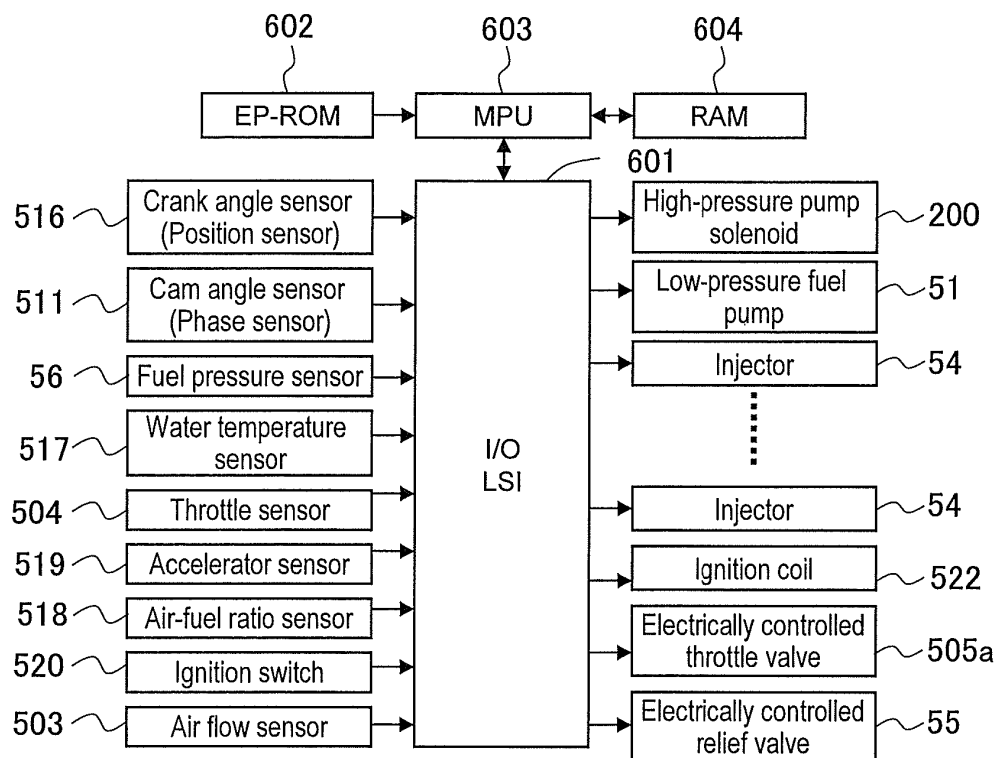 602
603
604
EP-ROM
MPU
RAM
601
516
Crank angle sensor
(Position sensor)
511
Cam angle sensor
(Phase sensor)
56
Fuel pressure sensor
517
Water temperature
sensor
504
Throttle sensor
519
Accelerator sensor
518
Air-fuel ratio sensor
520
Ignition switch
503
Air flow sensor
I/O
LSI
High-pressure pump
solenoid
200
Low-pressure fuel
pump
51
Injector
54
Injector
54
Ignition coil
522
Electrically controlled
throttle valve
505a
Electrically controlled
relief valve
55